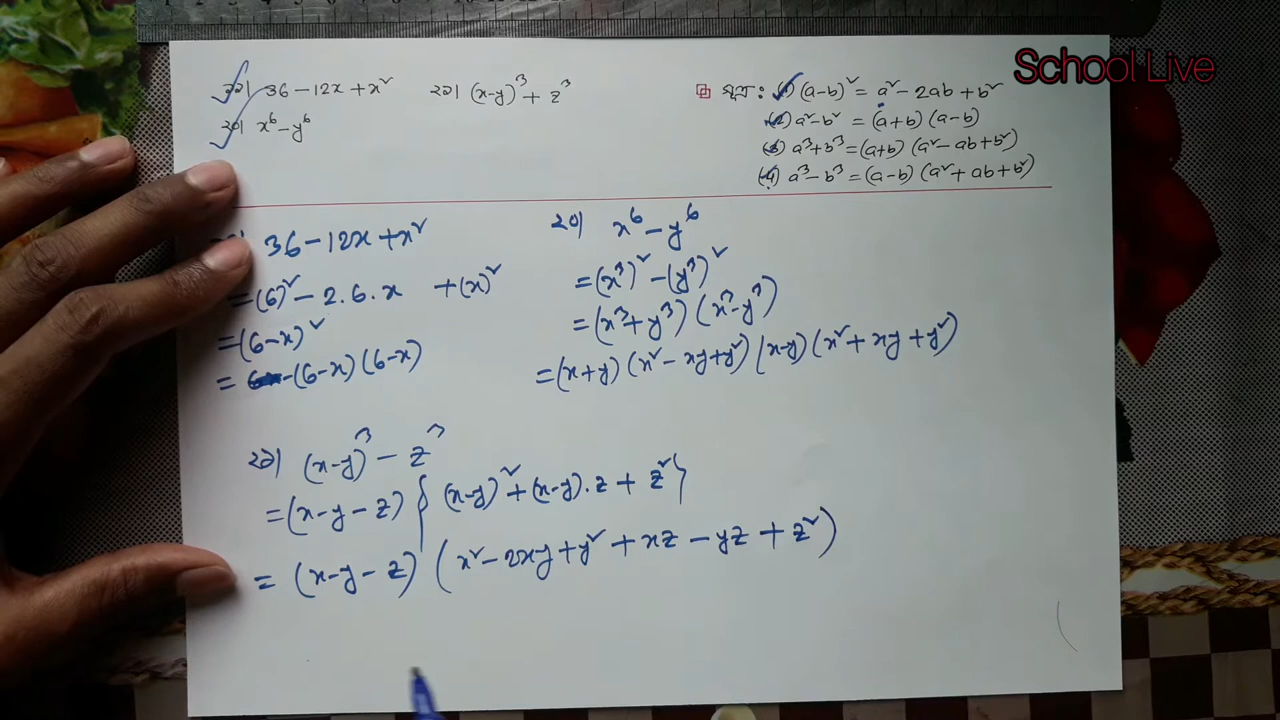 School Live
36 - 12x + x² ২১। (x-y)³ + z³
২০। x⁶ - y⁶
সূত্র: (১) (a-b)² = a² - 2ab + b²
(২) a² - b² = (a+b) (a-b)
(৩) a³ + b³ = (a+b) (a² - ab + b²)
(৪) a³ - b³ = (a-b) (a² + ab + b²)
36 - 12x + x²
= (6)² - 2.6.x + (x)²
= (6-x)²
= (6-x) (6-x)
২০। x⁶ - y⁶
= (x³)² - (y³)²
= (x³ + y³) (x³ - y³)
= (x+y) (x² - xy + y²) (x-y) (x² + xy + y²)
২১। (x-y)³ - z³
= (x-y-z) { (x-y)² + (x-y).z + z² }
= (x-y-z) (x² - 2xy + y² + xz - yz + z²)